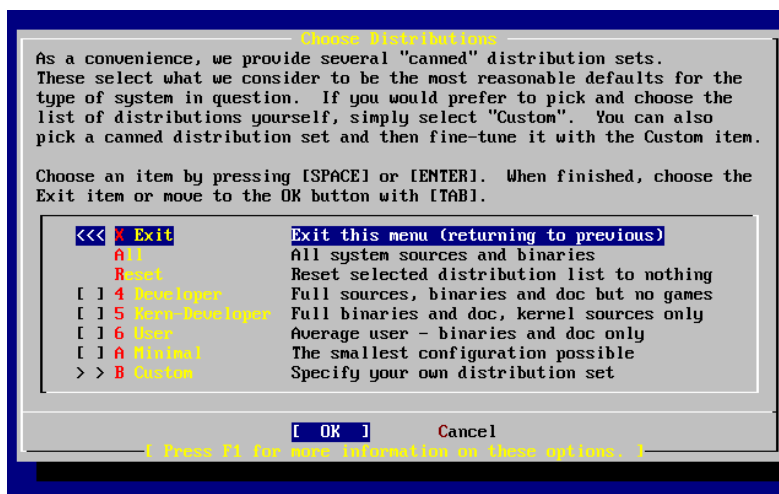 Choose Distributions
As a convenience, we provide several "canned" distribution sets.
These select what we consider to be the most reasonable defaults for the
type of system in question.  If you would prefer to pick and choose the
list of distributions yourself, simply select "Custom".  You can also
pick a canned distribution set and then fine-tune it with the Custom item.
Choose an item by pressing [SPACE] or [ENTER].  When finished, choose the
Exit item or move to the OK button with [TAB].
<<< X Exit Exit this menu (returning to previous)
All All system sources and binaries
Reset Reset selected distribution list to nothing
[ ] 4 Developer Full sources, binaries and doc but no games
[ ] 5 Kern-Developer Full binaries and doc, kernel sources only
[ ] 6 User Average user - binaries and doc only
[ ] A Minimal The smallest configuration possible
> > B Custom Specify your own distribution set
[ OK ] Cancel
[ Press F1 for more information on these options. ]